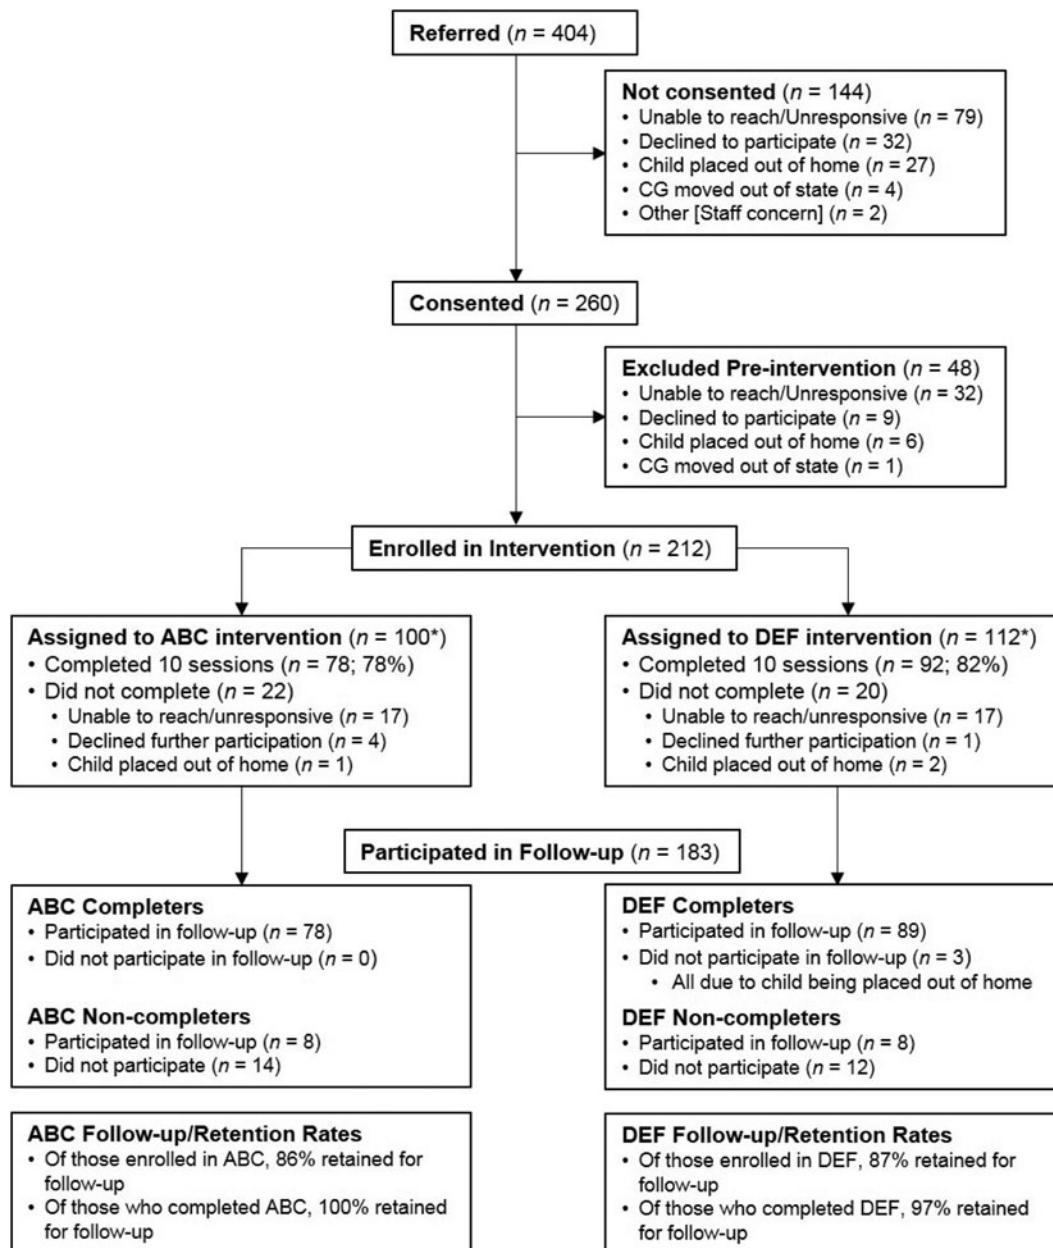 Referred (n = 404)
Not consented (n = 144)
• Unable to reach/Unresponsive (n = 79)
• Declined to participate (n = 32)
• Child placed out of home (n = 27)
• CG moved out of state (n = 4)
• Other [Staff concern] (n = 2)
Consented (n = 260)
Excluded Pre-intervention (n = 48)
• Unable to reach/Unresponsive (n = 32)
• Declined to participate (n = 9)
• Child placed out of home (n = 6)
• CG moved out of state (n = 1)
Enrolled in Intervention (n = 212)
Assigned to ABC intervention (n = 100*)
• Completed 10 sessions (n = 78; 78%)
• Did not complete (n = 22)
• Unable to reach/unresponsive (n = 17)
• Declined further participation (n = 4)
• Child placed out of home (n = 1)
Assigned to DEF intervention (n = 112*)
• Completed 10 sessions (n = 92; 82%)
• Did not complete (n = 20)
• Unable to reach/unresponsive (n = 17)
• Declined further participation (n = 1)
• Child placed out of home (n = 2)
Participated in Follow-up (n = 183)
ABC Completers
• Participated in follow-up (n = 78)
• Did not participate in follow-up (n = 0)
ABC Non-completers
• Participated in follow-up (n = 8)
• Did not participate (n = 14)
DEF Completers
• Participated in follow-up (n = 89)
• Did not participate in follow-up (n = 3)
• All due to child being placed out of home
DEF Non-completers
• Participated in follow-up (n = 8)
• Did not participate (n = 12)
ABC Follow-up/Retention Rates
• Of those enrolled in ABC, 86% retained for
follow-up
• Of those who completed ABC, 100% retained
for follow-up
DEF Follow-up/Retention Rates
• Of those enrolled in DEF, 87% retained for
follow-up
• Of those who completed DEF, 97% retained
for follow-up